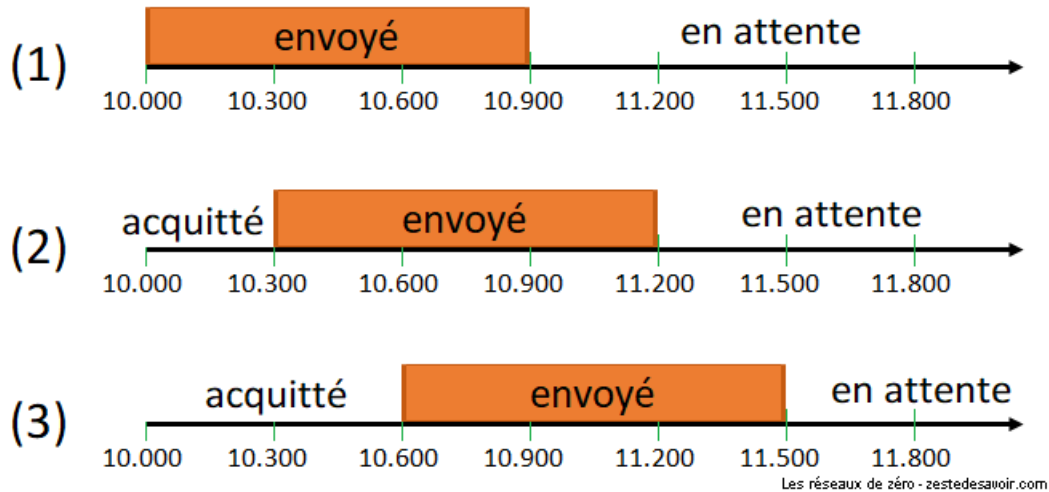 (1) envoyé en attente
10.000 10.300 10.600 10.900 11.200 11.500 11.800
(2) acquitté envoyé en attente
10.000 10.300 10.600 10.900 11.200 11.500 11.800
(3) acquitté envoyé en attente
10.000 10.300 10.600 10.900 11.200 11.500 11.800
Les réseaux de zéro - zestedesavoir.com